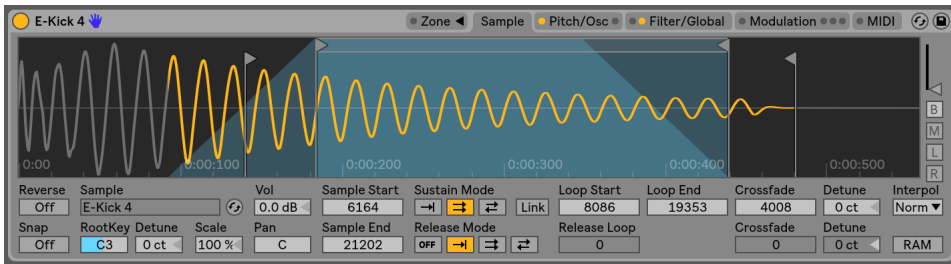 E-Kick 4 Zone Sample Pitch/Osc Filter/Global Modulation MIDI
B
M
L
R
0:00 0:00:100 0:00:200 0:00:300 0:00:400 0:00:500
Reverse Sample Vol Sample Start Sustain Mode Loop Start Loop End Crossfade Detune Interpol
Off E-Kick 4 0.0 dB 6164 Link 8086 19353 4008 0 ct Norm
Snap RootKey Detune Scale Pan Sample End Release Mode Release Loop Crossfade Detune
Off C3 0 ct 100 % C 21202 OFF 0 0 0 ct RAM